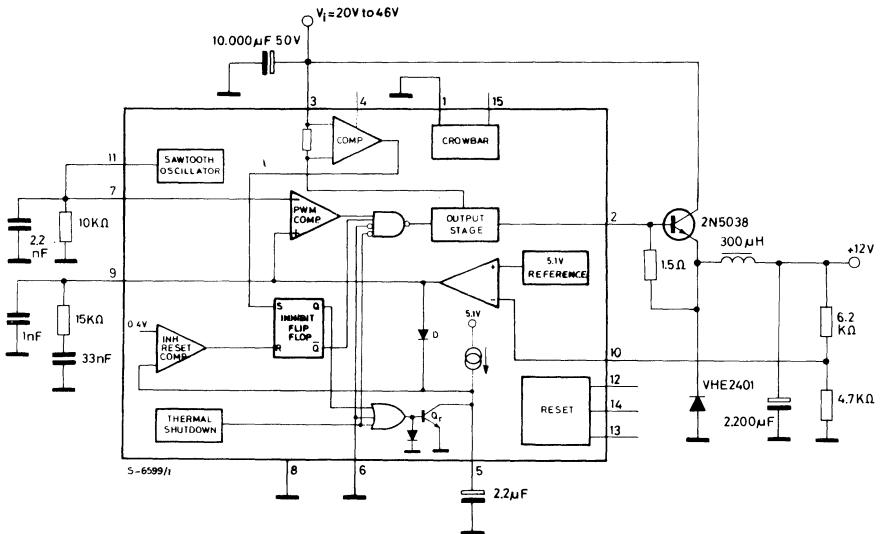 Vi=20V to 46V
10.000µF 50V
3
4
1
15
COMP
CROWBAR
11
SAWTOOTH
OSCILLATOR
7
2.2
nF
10KΩ
PWM
COMP
OUTPUT
STAGE
2
2N5038
300µH
+12V
1.5Ω
5.1V
REFERENCE
9
1nF
15KΩ
33nF
0.4V
INH
RESET
COMP
S
Q
INHIBIT
FLIP
FLOP
R
Q̅
D
5.1V
6.2
KΩ
10
12
RESET
14
13
VHE2401
2.200µF
4.7KΩ
THERMAL
SHUTDOWN
Qr
S-6599/1
8
6
5
2.2µF